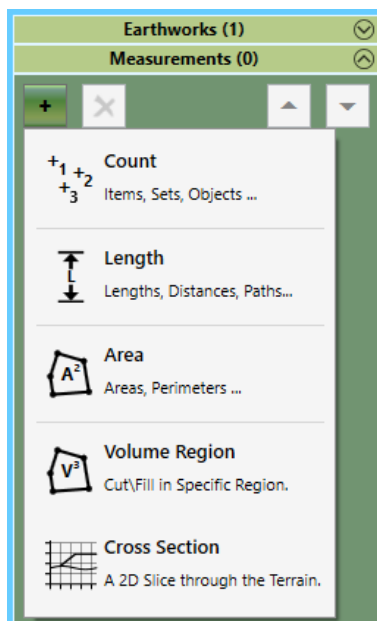 Earthworks (1)
Measurements (0)
+
+1 +2 +3
Count
Items, Sets, Objects ...
L
Length
Lengths, Distances, Paths...
A²
Area
Areas, Perimeters ...
V³
Volume Region
Cut\Fill in Specific Region.
Cross Section
A 2D Slice through the Terrain.